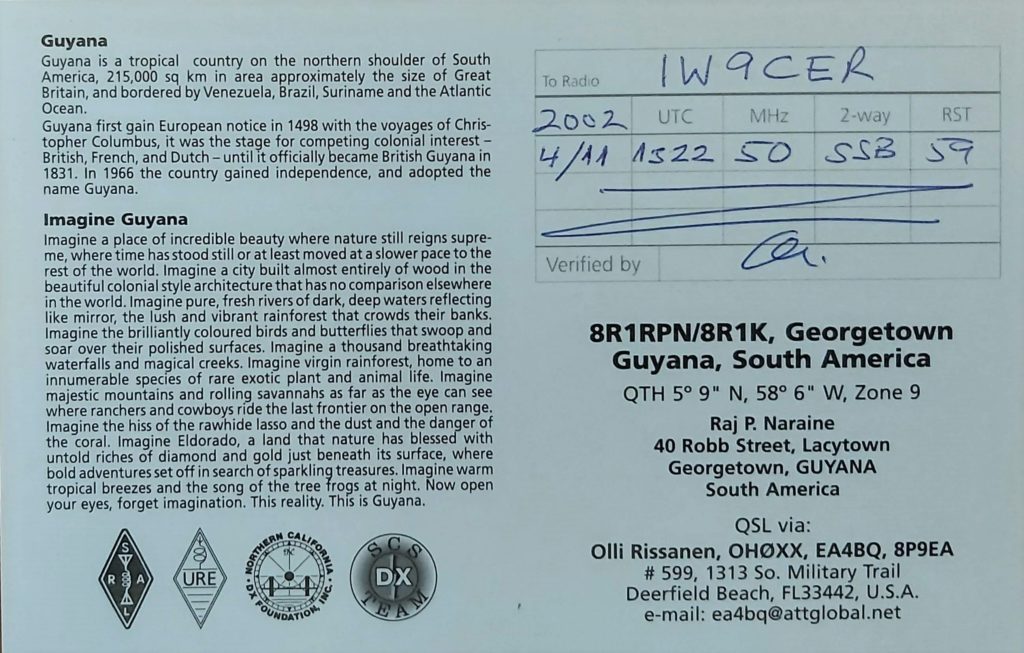 Guyana
Guyana is a tropical country on the northern shoulder of South
America, 215,000 sq km in area approximately the size of Great
Britain, and bordered by Venezuela, Brazil, Suriname and the Atlantic
Ocean.
Guyana first gain European notice in 1498 with the voyages of Chris-
topher Columbus, it was the stage for competing colonial interest –
British, French, and Dutch – until it officially became British Guyana in
1831. In 1966 the country gained independence, and adopted the
name Guyana.
Imagine Guyana
Imagine a place of incredible beauty where nature still reigns supre-
me, where time has stood still or at least moved at a slower pace to the
rest of the world. Imagine a city built almost entirely of wood in the
beautiful colonial style architecture that has no comparison elsewhere
in the world. Imagine pure, fresh rivers of dark, deep waters reflecting
like mirror, the lush and vibrant rainforest that crowds their banks.
Imagine the brilliantly coloured birds and butterflies that swoop and
soar over their polished surfaces. Imagine a thousand breathtaking
waterfalls and magical creeks. Imagine virgin rainforest, home to an
innumerable species of rare exotic plant and animal life. Imagine
majestic mountains and rolling savannahs as far as the eye can see
where ranchers and cowboys ride the last frontier on the open range.
Imagine the hiss of the rawhide lasso and the dust and the danger of
the coral. Imagine Eldorado, a land that nature has blessed with
untold riches of diamond and gold just beneath its surface, where
bold adventures set off in search of sparkling treasures. Imagine warm
tropical breezes and the song of the tree frogs at night. Now open
your eyes, forget imagination. This reality. This is Guyana.
S
R A
L
URE
NORTHERN CALIFORNIA
DX FOUNDATION, INC.
SCS
DX
TEAM
To Radio IW9CER
2002 UTC MHz 2-way RST
4/11 1522 50 SSB 59
Verified by
8R1RPN/8R1K, Georgetown
Guyana, South America
QTH 5° 9" N, 58° 6" W, Zone 9
Raj P. Naraine
40 Robb Street, Lacytown
Georgetown, GUYANA
South America
QSL via:
Olli Rissanen, OHØXX, EA4BQ, 8P9EA
# 599, 1313 So. Military Trail
Deerfield Beach, FL33442, U.S.A.
e-mail: ea4bq@attglobal.net